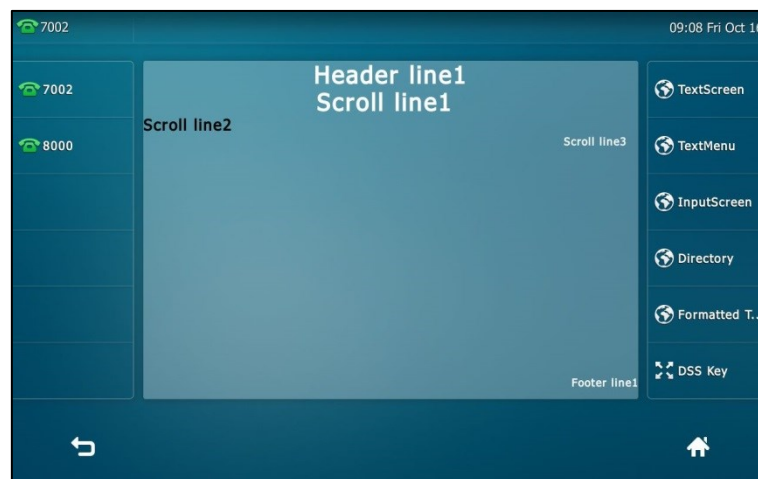 7002
09:08 Fri Oct 16
7002
8000
Header line1
Scroll line1
Scroll line2
Scroll line3
Footer line1
TextScreen
TextMenu
InputScreen
Directory
Formatted T..
DSS Key